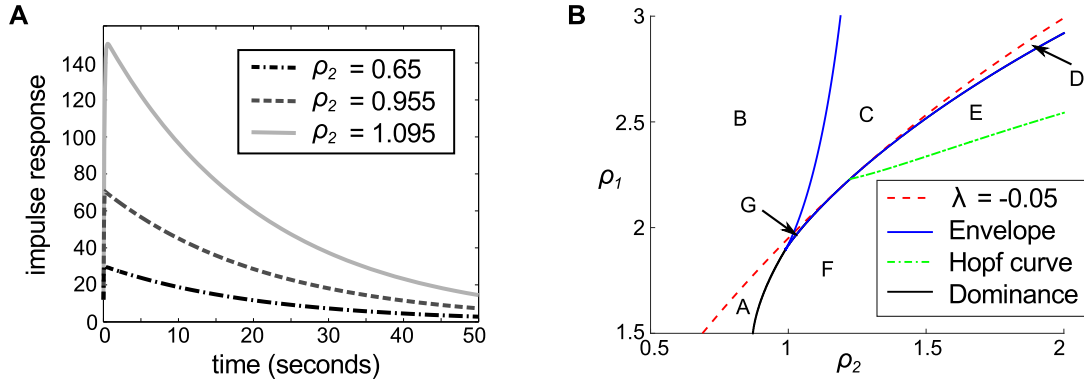 A
impulse response
140
120
100
80
60
40
20
0
0 10 20 30 40 50
time (seconds)
ρ2 = 0.65
ρ2 = 0.955
ρ2 = 1.095
B
ρ1
3
2.5
2
1.5
0.5 1 1.5 2
ρ2
B
C
D
E
G
F
A
λ = -0.05
Envelope
Hopf curve
Dominance